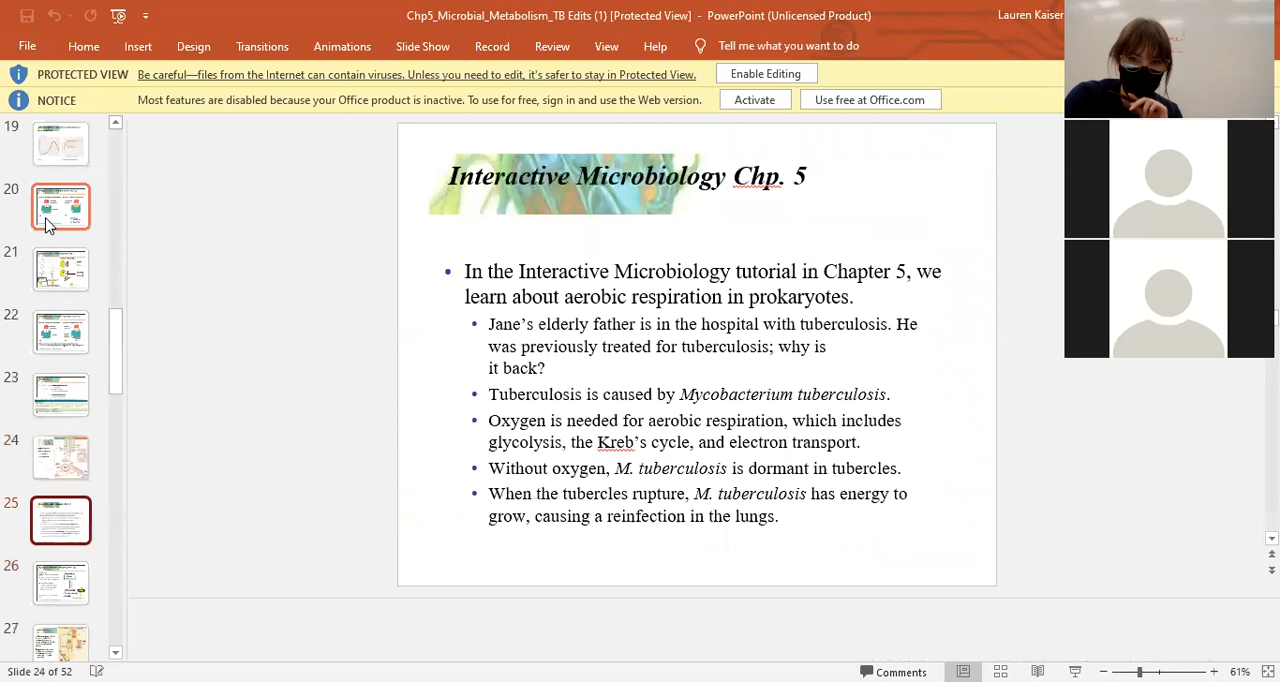 Chp5_Microbial_Metabolism_TB Edits (1) [Protected View] - PowerPoint (Unlicensed Product)
Lauren Kaiser
File Home Insert Design Transitions Animations Slide Show Record Review View Help Tell me what you want to do
PROTECTED VIEW Be careful—files from the Internet can contain viruses. Unless you need to edit, it's safer to stay in Protected View. Enable Editing
NOTICE Most features are disabled because your Office product is inactive. To use for free, sign in and use the Web version. Activate Use free at Office.com
19
20
21
22
23
24
25
26
27
Interactive Microbiology Chp. 5
• In the Interactive Microbiology tutorial in Chapter 5, we
learn about aerobic respiration in prokaryotes.
• Jane's elderly father is in the hospital with tuberculosis. He
was previously treated for tuberculosis; why is
it back?
• Tuberculosis is caused by Mycobacterium tuberculosis.
• Oxygen is needed for aerobic respiration, which includes
glycolysis, the Kreb's cycle, and electron transport.
• Without oxygen, M. tuberculosis is dormant in tubercles.
• When the tubercles rupture, M. tuberculosis has energy to
grow, causing a reinfection in the lungs.
Slide 24 of 52
Comments
61%